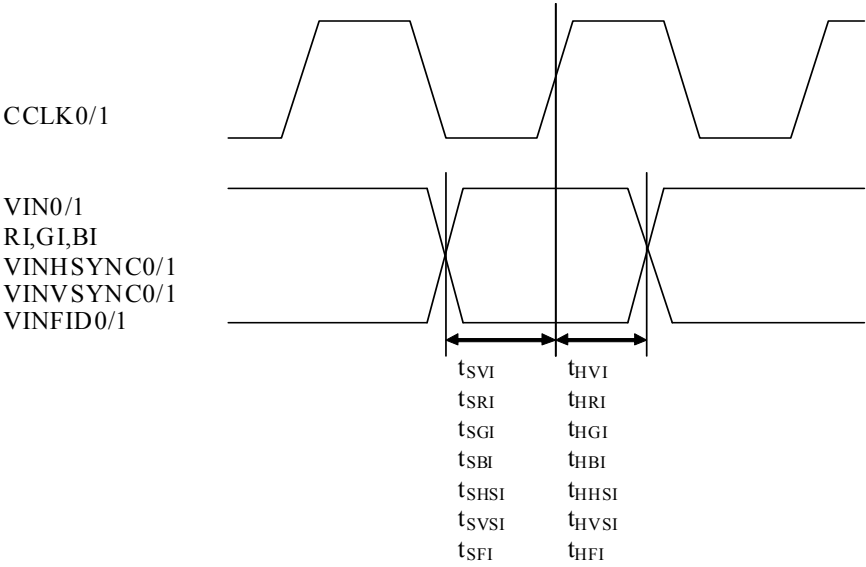 CCLK0/1
VIN0/1
RI,GI,BI
VINHSYNC0/1
VINVSYNC0/1
VINFID0/1
tSVI tHVI
tSRI tHRI
tSGI tHGI
tSBI tHBI
tSHSI tHHSI
tSVSI tHVSI
tSFI tHFI